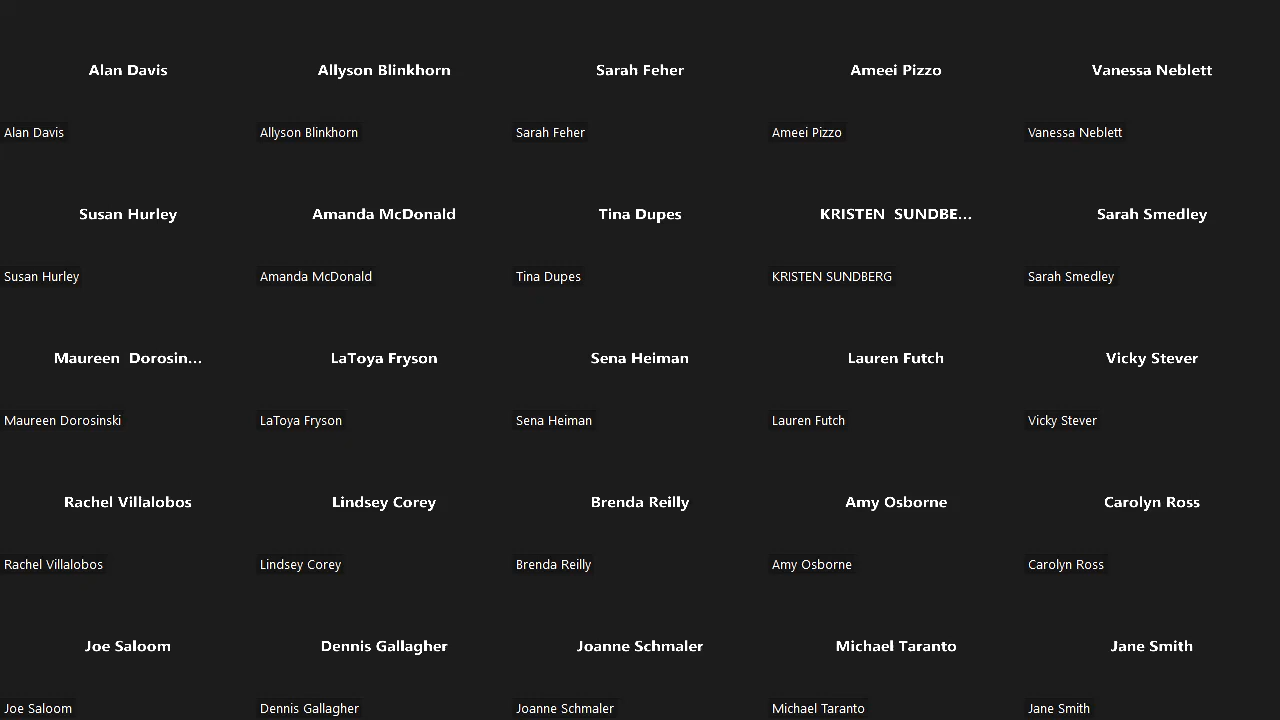 Alan Davis
Allyson Blinkhorn
Sarah Feher
Ameei Pizzo
Vanessa Neblett
Alan Davis
Allyson Blinkhorn
Sarah Feher
Ameei Pizzo
Vanessa Neblett
Susan Hurley
Amanda McDonald
Tina Dupes
KRISTEN SUNDBE...
Sarah Smedley
Susan Hurley
Amanda McDonald
Tina Dupes
KRISTEN SUNDBERG
Sarah Smedley
Maureen Dorosin...
LaToya Fryson
Sena Heiman
Lauren Futch
Vicky Stever
Maureen Dorosinski
LaToya Fryson
Sena Heiman
Lauren Futch
Vicky Stever
Rachel Villalobos
Lindsey Corey
Brenda Reilly
Amy Osborne
Carolyn Ross
Rachel Villalobos
Lindsey Corey
Brenda Reilly
Amy Osborne
Carolyn Ross
Joe Saloom
Dennis Gallagher
Joanne Schmaler
Michael Taranto
Jane Smith
Joe Saloom
Dennis Gallagher
Joanne Schmaler
Michael Taranto
Jane Smith